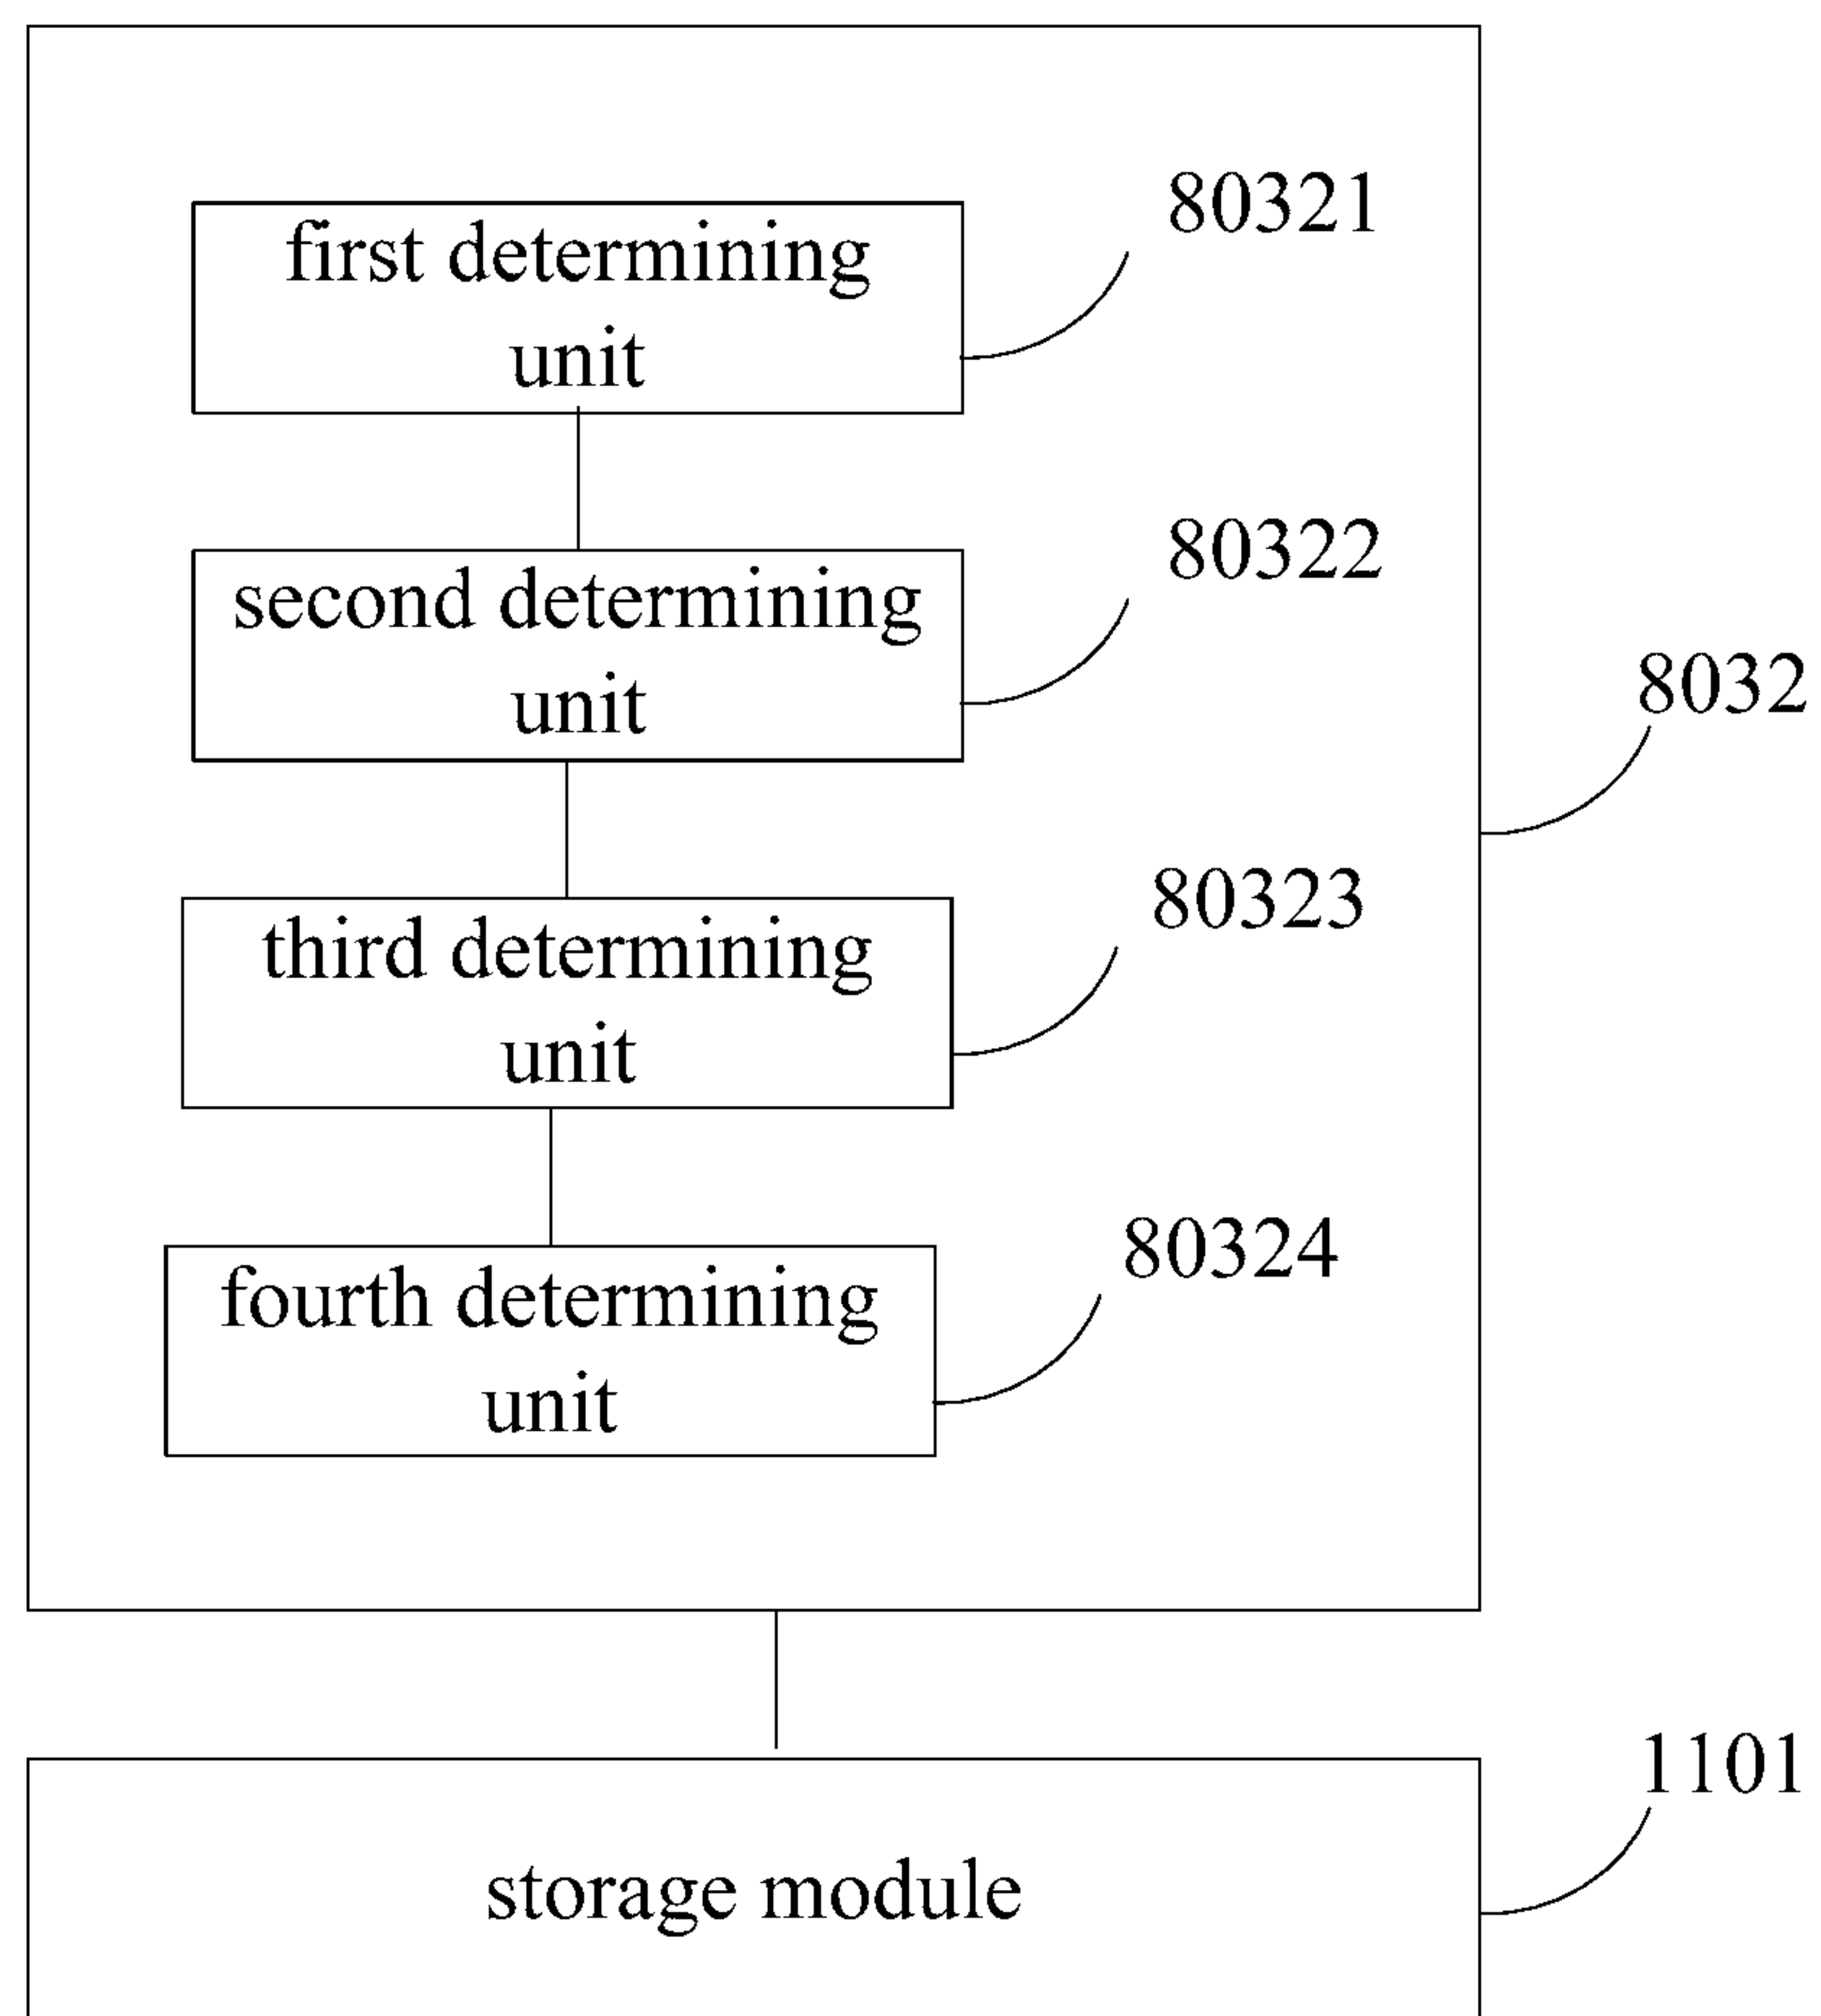 80321
first determining
unit
80322
second determining
unit
8032
80323
third determining
unit
80324
fourth determining
unit
1101
storage module